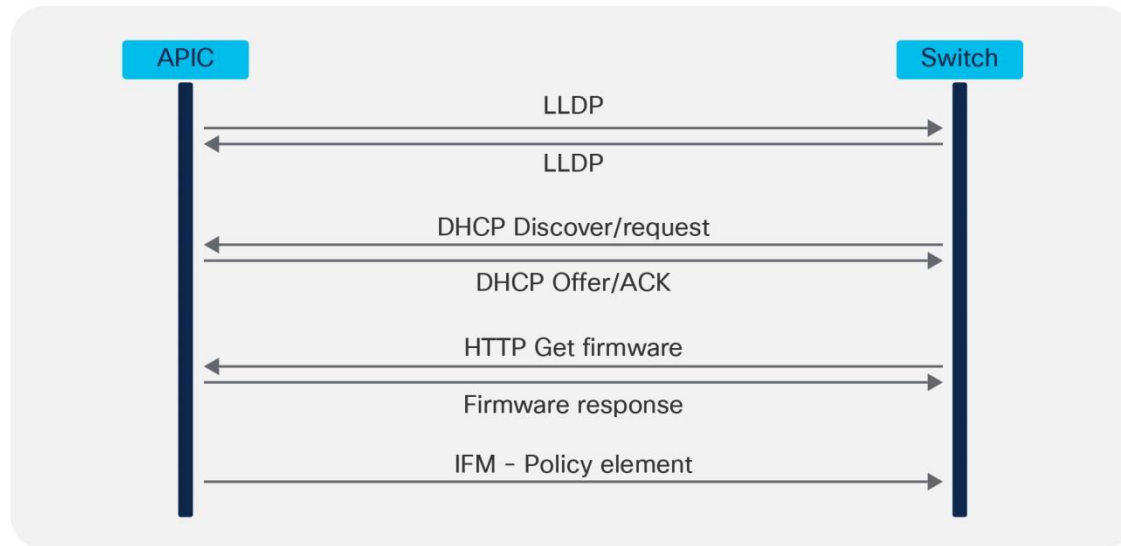 APIC
Switch
LLDP
LLDP
DHCP Discover/request
DHCP Offer/ACK
HTTP Get firmware
Firmware response
IFM - Policy element